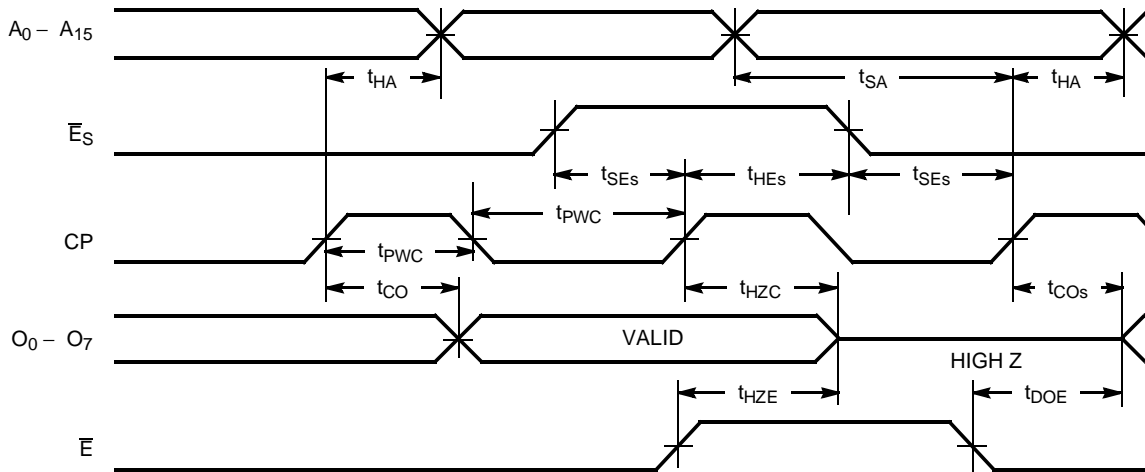 A0 – A15
tHA tSA tHA
E̅S
tSEs tHEs tSEs
tPWC
CP
tPWC
tCO tHZC tCOs
O0 – O7 VALID
HIGH Z
tHZE tDOE
E̅